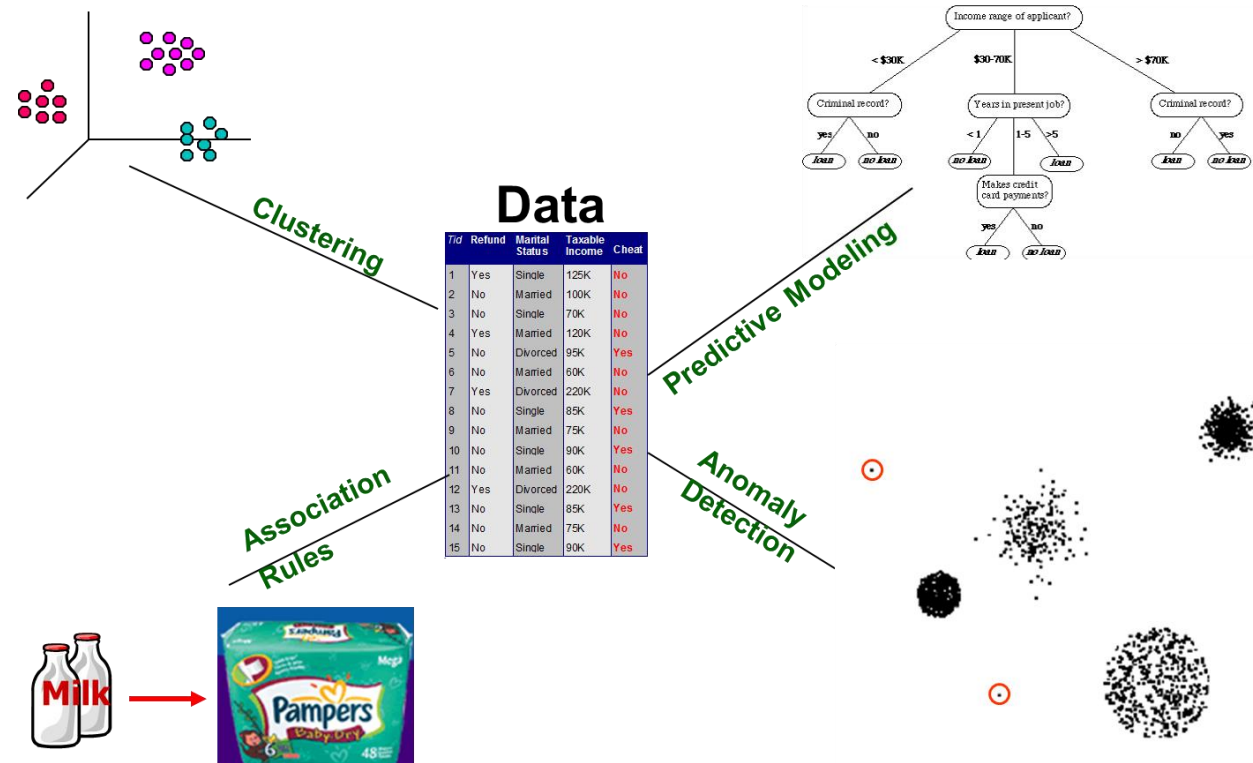 Income range of applicant?
< $30K
$30-70K
> $70K
Criminal record?
Years in present job?
Criminal record?
yes
no
< 1
1-5
>5
no
yes
loan
no loan
no loan
loan
loan
no loan
Makes credit
card payments?
yes
no
loan
no loan
Clustering
Data
Predictive Modeling
Tid Refund Marital Status Taxable Income Cheat
1 Yes Single 125K No
2 No Married 100K No
3 No Single 70K No
4 Yes Married 120K No
5 No Divorced 95K Yes
6 No Married 60K No
7 Yes Divorced 220K No
8 No Single 85K Yes
9 No Married 75K No
10 No Single 90K Yes
11 No Married 60K No
12 Yes Divorced 220K No
13 No Single 85K Yes
14 No Married 75K No
15 No Single 90K Yes
Association
Rules
Anomaly
Detection
Milk
Pampers
Mega
Pampers
Baby Dry
6
48